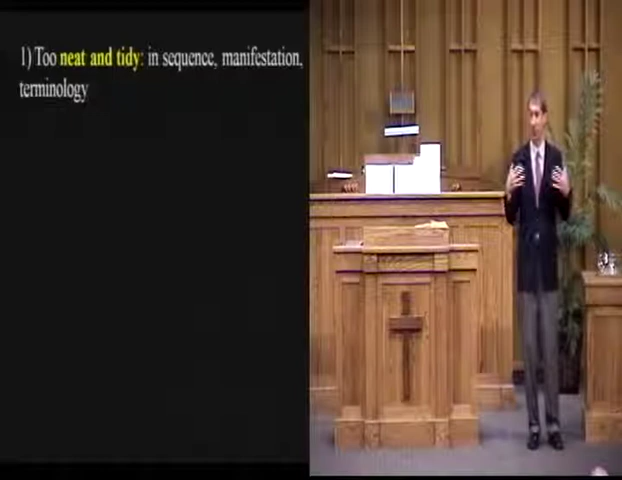 1) Too neat and tidy: in sequence, manifestation,
terminology